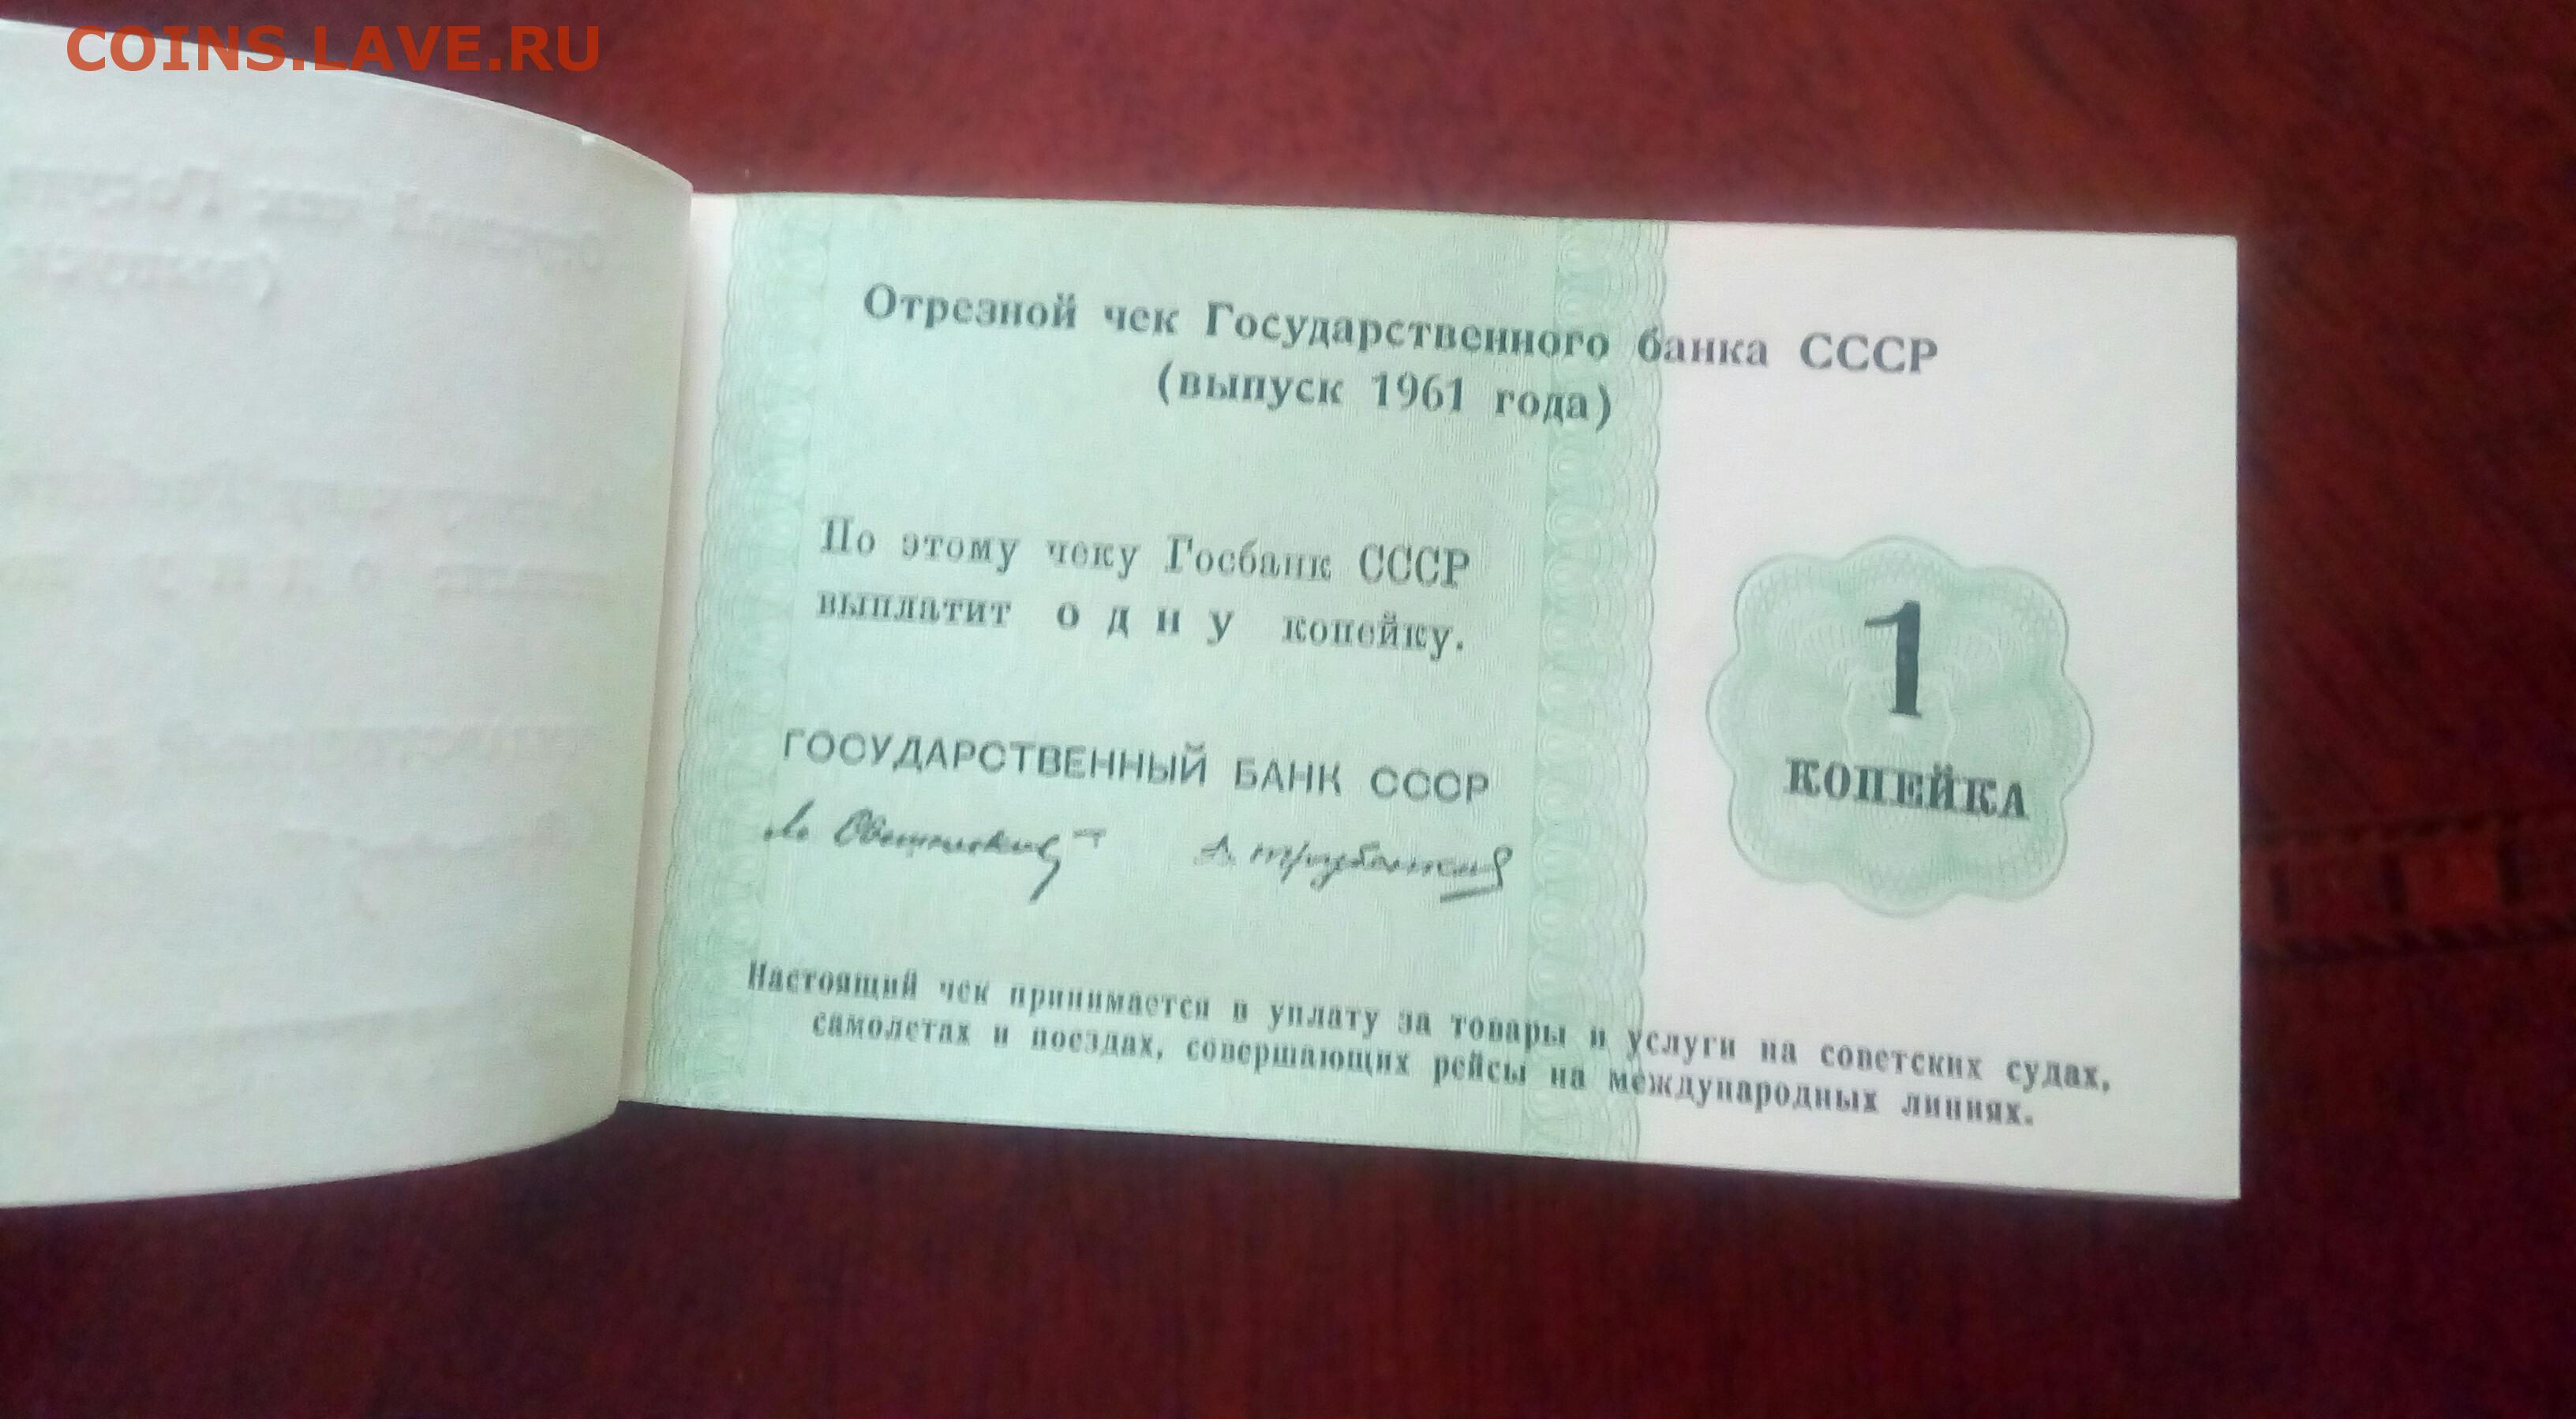 COINS.LAVE.RU
Отрезной чек Государственного банка СССР
(выпуск 1961 года)
По этому чеку Госбанк СССР
выплатит одну копейку.
1
КОПЕЙКА
ГОСУДАРСТВЕННЫЙ БАНК СССР
Настоящий чек принимается в уплату за товары и услуги на советских судах,
самолетах и поездах, совершающих рейсы на международных линиях.